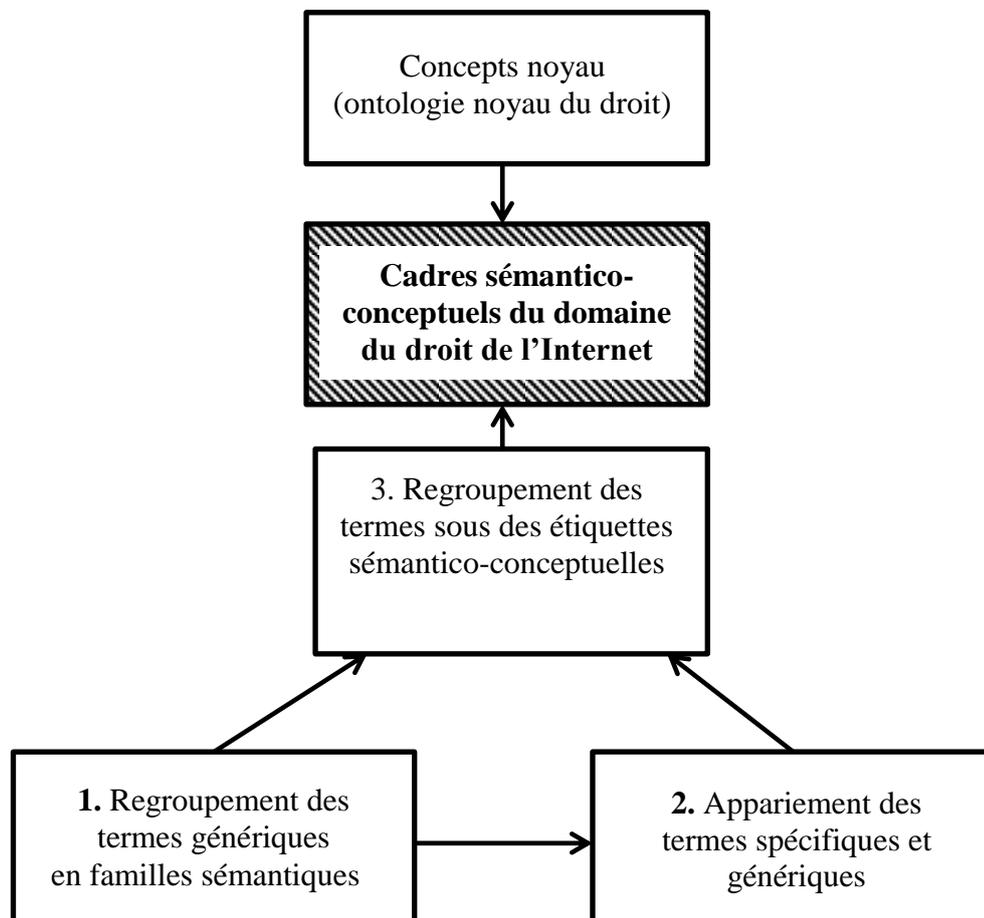 Concepts noyau
(ontologie noyau du droit)
Cadres sémantico-
conceptuels du domaine
du droit de l’Internet
3. Regroupement des
termes sous des étiquettes
sémantico-conceptuelles
1. Regroupement des
termes génériques
en familles sémantiques
2. Appariement des
termes spécifiques et
génériques